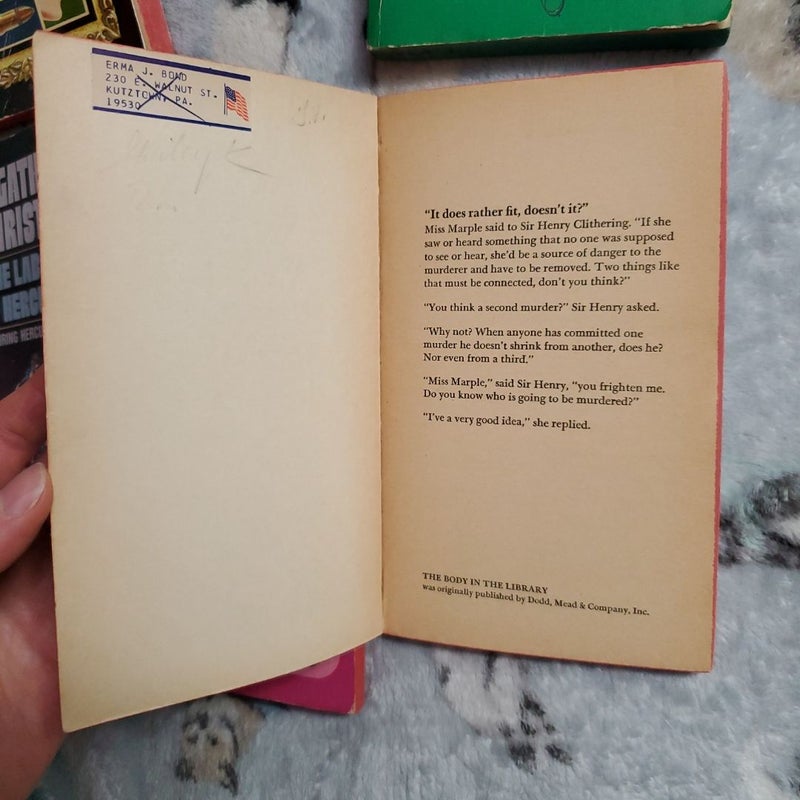 ERMA J. BOND
230 E. WALNUT ST.
KUTZTOWN, PA.
19530
"It does rather fit, doesn't it?"
Miss Marple said to Sir Henry Clithering. "If she
saw or heard something that no one was supposed
to see or hear, she'd be a source of danger to the
murderer and have to be removed. Two things like
that must be connected, don't you think?"
"You think a second murder?" Sir Henry asked.
"Why not? When anyone has committed one
murder he doesn't shrink from another, does he?
Nor even from a third."
"Miss Marple," said Sir Henry, "you frighten me.
Do you know who is going to be murdered?"
"I've a very good idea," she replied.
THE BODY IN THE LIBRARY
was originally published by Dodd, Mead & Company, Inc.